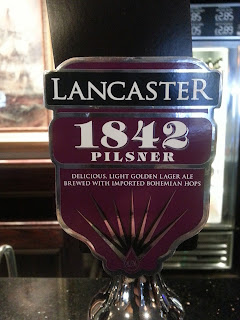 LANCASTER
1842
PILSNER
DELICIOUS, LIGHT GOLDEN LAGER ALE
BREWED WITH IMPORTED BOHEMIAN HOPS